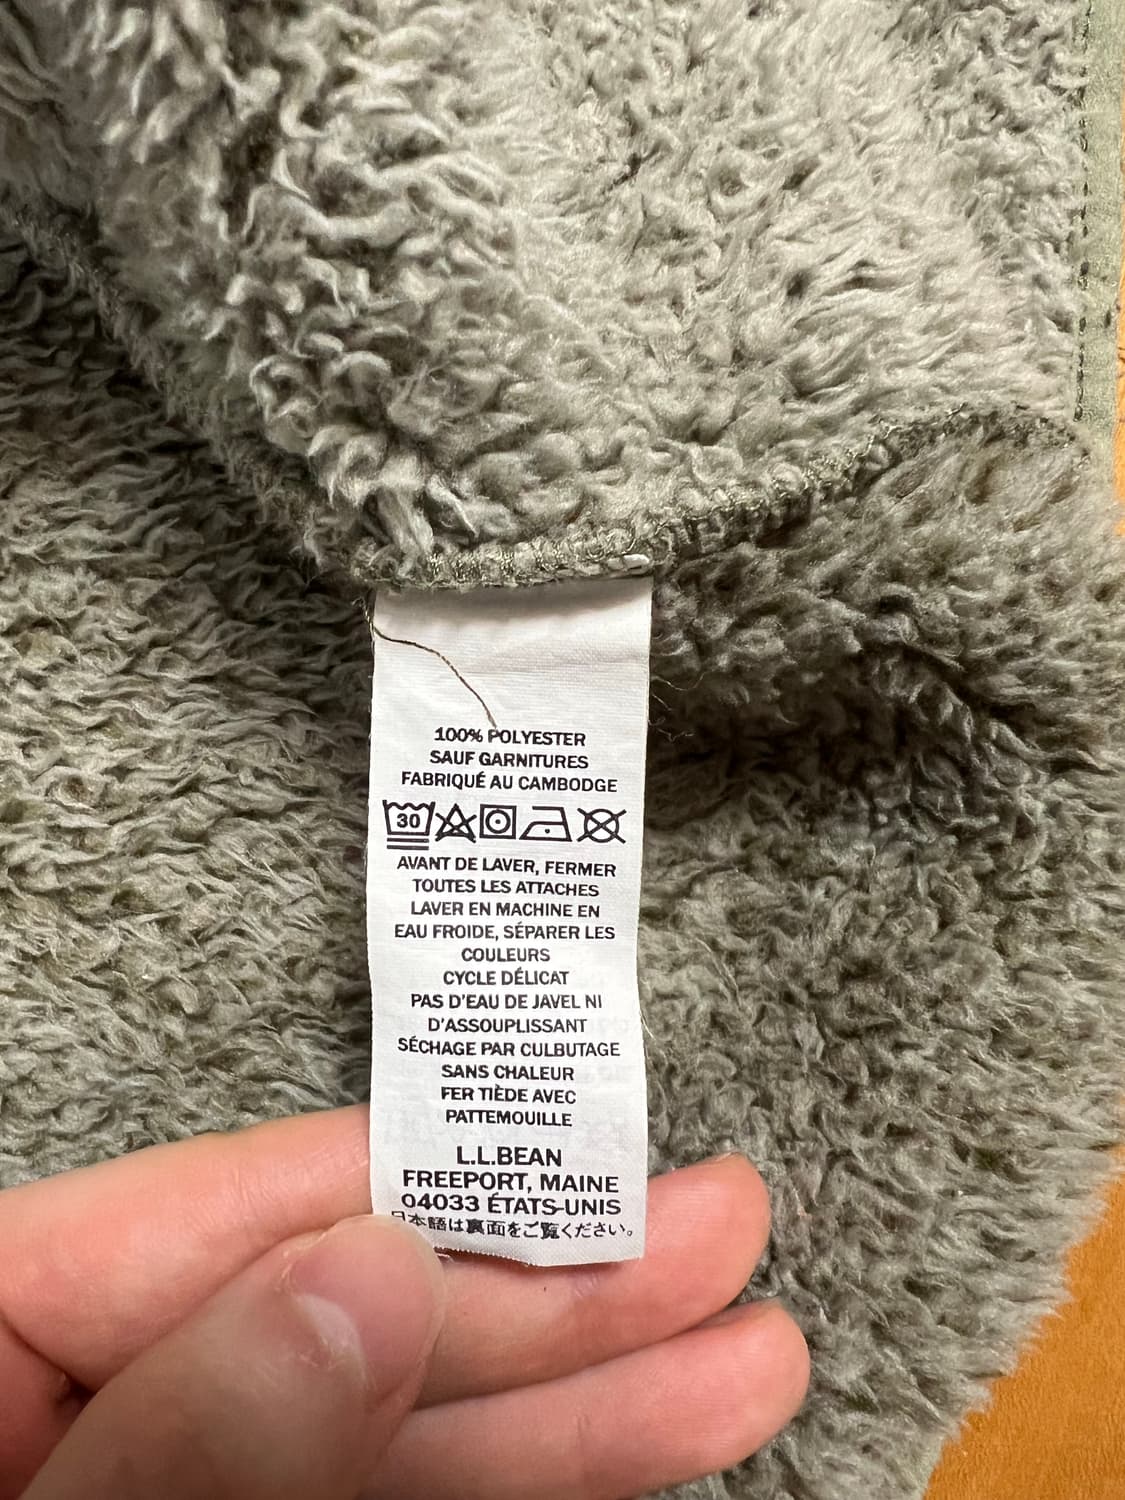 100% POLYESTER
SAUF GARNITURES
FABRIQUÉ AU CAMBODGE
30
AVANT DE LAVER, FERMER
TOUTES LES ATTACHES
LAVER EN MACHINE EN
EAU FROIDE, SÉPARER LES
COULEURS
CYCLE DÉLICAT
PAS D'EAU DE JAVEL NI
D'ASSOUPLISSANT
SÉCHAGE PAR CULBUTAGE
SANS CHALEUR
FER TIÈDE AVEC
PATTEMOUILLE
L.L.BEAN
FREEPORT, MAINE
04033 ÉTATS-UNIS
日本語は裏面をご覧ください。